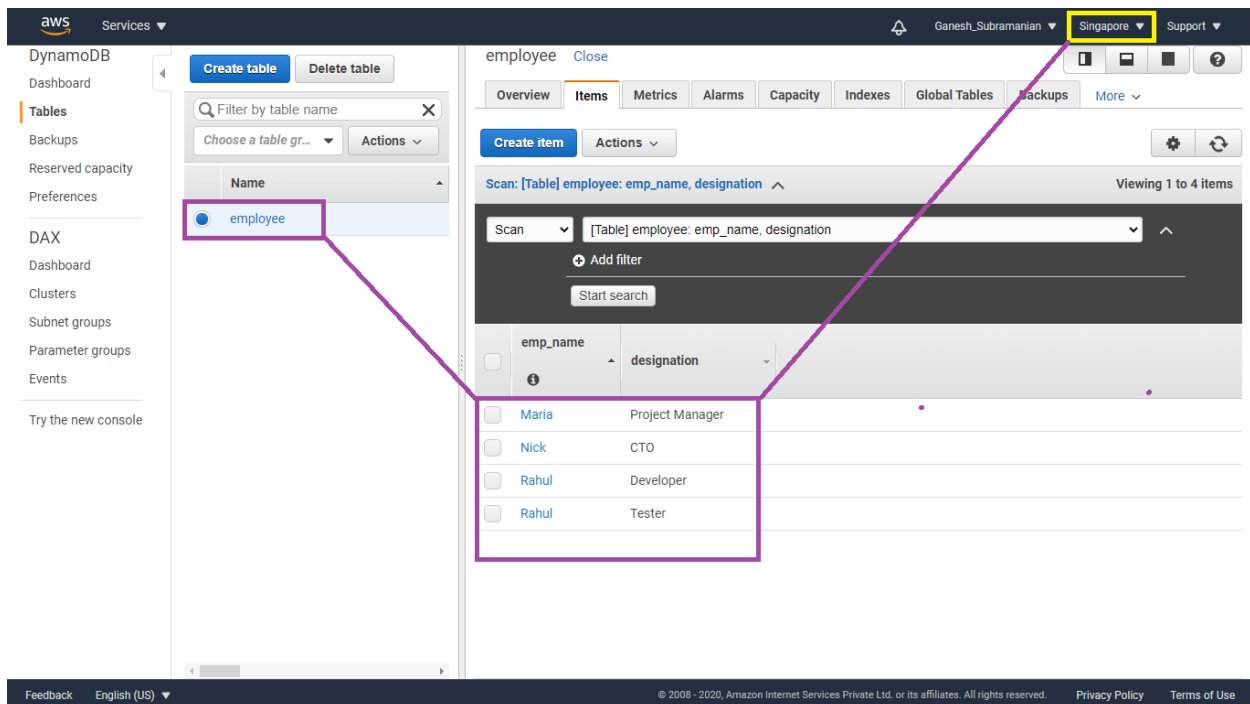 aws Services Ganesh_Subramanian Singapore Support
DynamoDB
Dashboard
Tables
Backups
Reserved capacity
Preferences
DAX
Dashboard
Clusters
Subnet groups
Parameter groups
Events
Try the new console
Create table Delete table
Filter by table name
Choose a table gr... Actions
Name
employee
employee Close
Overview Items Metrics Alarms Capacity Indexes Global Tables Backups More
Create item Actions
Scan: [Table] employee: emp_name, designation Viewing 1 to 4 items
Scan [Table] employee: emp_name, designation
Add filter
Start search
emp_name designation
Maria Project Manager
Nick CTO
Rahul Developer
Rahul Tester
Feedback English (US) © 2008 - 2020, Amazon Internet Services Private Ltd. or its affiliates. All rights reserved. Privacy Policy Terms of Use